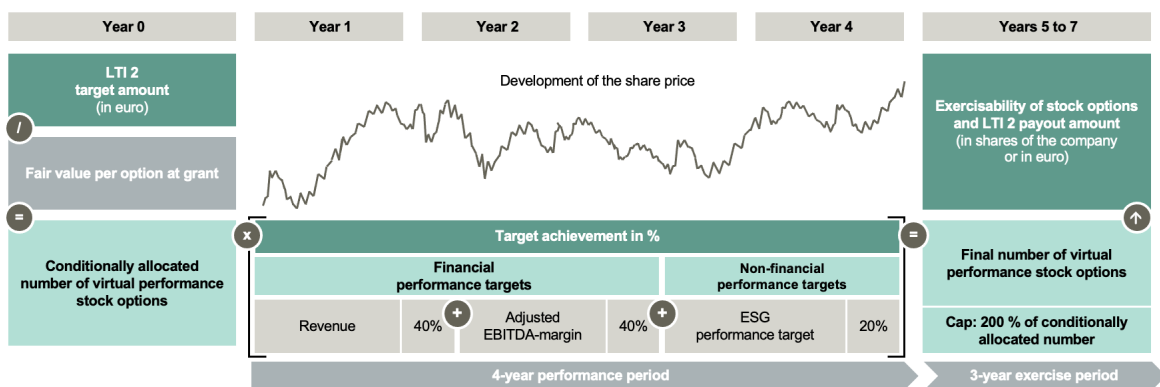 Year 0
Year 1
Year 2
Year 3
Year 4
Years 5 to 7
LTI 2
target amount
(in euro)
/
Fair value per option at grant
=
Conditionally allocated
number of virtual performance
stock options
Development of the share price
x
Target achievement in %
Financial
performance targets
Non-financial
performance targets
Revenue
40%
+
Adjusted
EBITDA-margin
40%
+
ESG
performance target
20%
4-year performance period
=
Exercisability of stock options
and LTI 2 payout amount
(in shares of the company
or in euro)
↑
Final number of virtual
performance stock options
Cap: 200 % of conditionally
allocated number
3-year exercise period